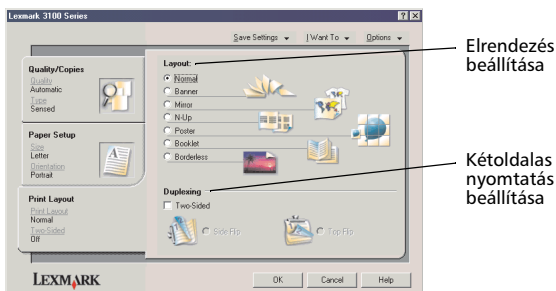 Lexmark 3100 Series
Save Settings
I Want To
Options
Quality/Copies
Quality
Automatic
Type
Sensed
Paper Setup
Size
Letter
Orientation
Portrait
Print Layout
Print Layout
Normal
Two-Sided
Off
Layout:
Normal
Banner
Mirror
N-Up
Poster
Booklet
Borderless
Duplexing
Two-Sided
Side Flip
Top Flip
LEXMARK
OK
Cancel
Help
Elrendezés
beállítása
Kétoldalas
nyomtatás
beállítása